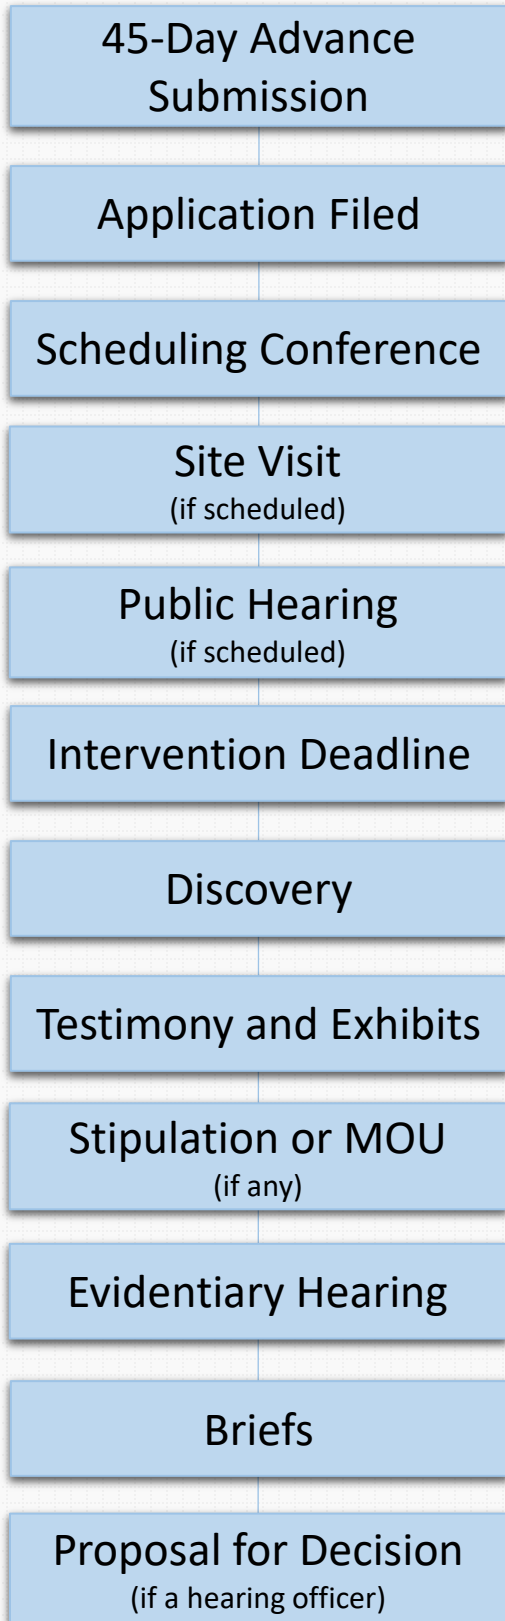 45-Day Advance
Submission
Application Filed
Scheduling Conference
Site Visit
(if scheduled)
Public Hearing
(if scheduled)
Intervention Deadline
Discovery
Testimony and Exhibits
Stipulation or MOU
(if any)
Evidentiary Hearing
Briefs
Proposal for Decision
(if a hearing officer)